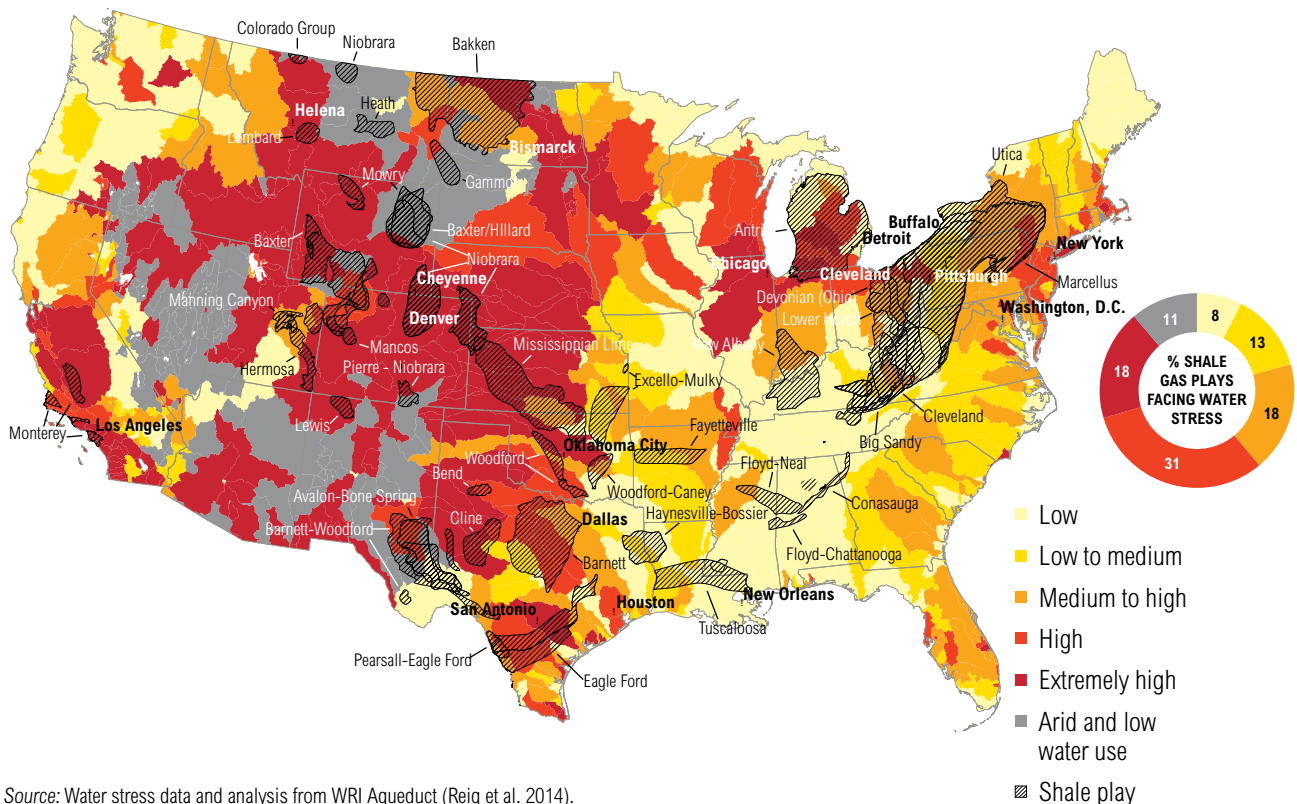 Colorado Group
Niobrara
Bakken
Helena
Heath
Lombard
Bismarck
Utica
Mowry
Gammo
Buffalo
Baxter
Baxter/HIllard
Antri
Detroit
Niobrara
New York
Chicago
Cleveland
Pittsburgh
Cheyenne
Marcellus
Manning Canyon
Devonian (Ohio)
Washington, D.C.
Denver
Lower Huron
Mancos
Mississippian Lime
New Albany
Hermosa
Pierre - Niobrara
Excello-Mulky
Lewis
Cleveland
Monterey
Los Angeles
Fayetteville
Big Sandy
Oklahoma City
Woodford
Floyd-Neal
Bend
Woodford-Caney
Avalon-Bone Spring
Conasauga
Haynesville-Bossier
Cline
Dallas
Barnett-Woodford
Floyd-Chattanooga
Barnett
New Orleans
San Antonio
Houston
Tuscaloosa
Pearsall-Eagle Ford
Eagle Ford
11
8
13
18
% SHALE
GAS PLAYS
FACING WATER
STRESS
18
31
Low
Low to medium
Medium to high
High
Extremely high
Arid and low
water use
Shale play
Source: Water stress data and analysis from WRI Aqueduct (Reig et al. 2014).